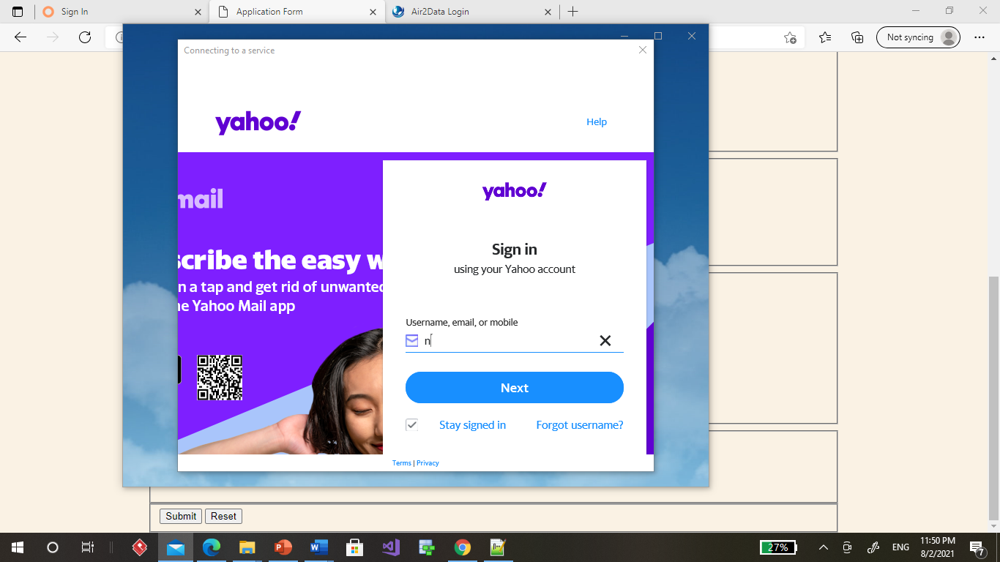 Sign In
Application Form
Air2Data Login
Not syncing
Connecting to a service
yahoo!
Help
mail
scribe the easy w
n a tap and get rid of unwanted
he Yahoo Mail app
yahoo!
Sign in
using your Yahoo account
Username, email, or mobile
n
Next
Stay signed in
Forgot username?
Terms | Privacy
Submit Reset
27%
ENG
11:50 PM
8/2/2021
7